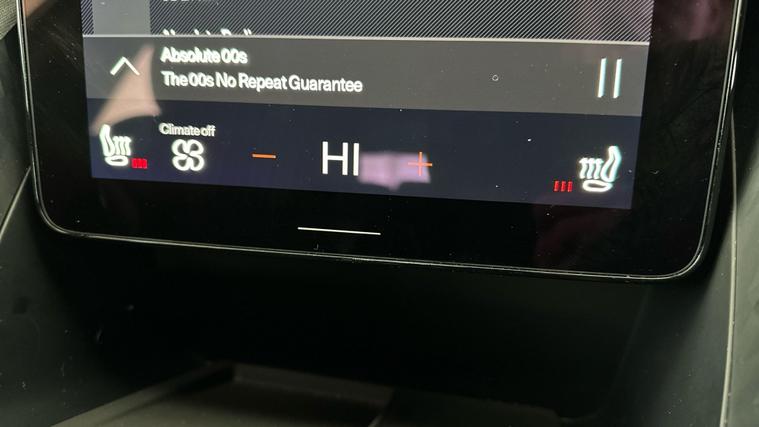 Absolute 00s
The 00s No Repeat Guarantee
Climate off
HI